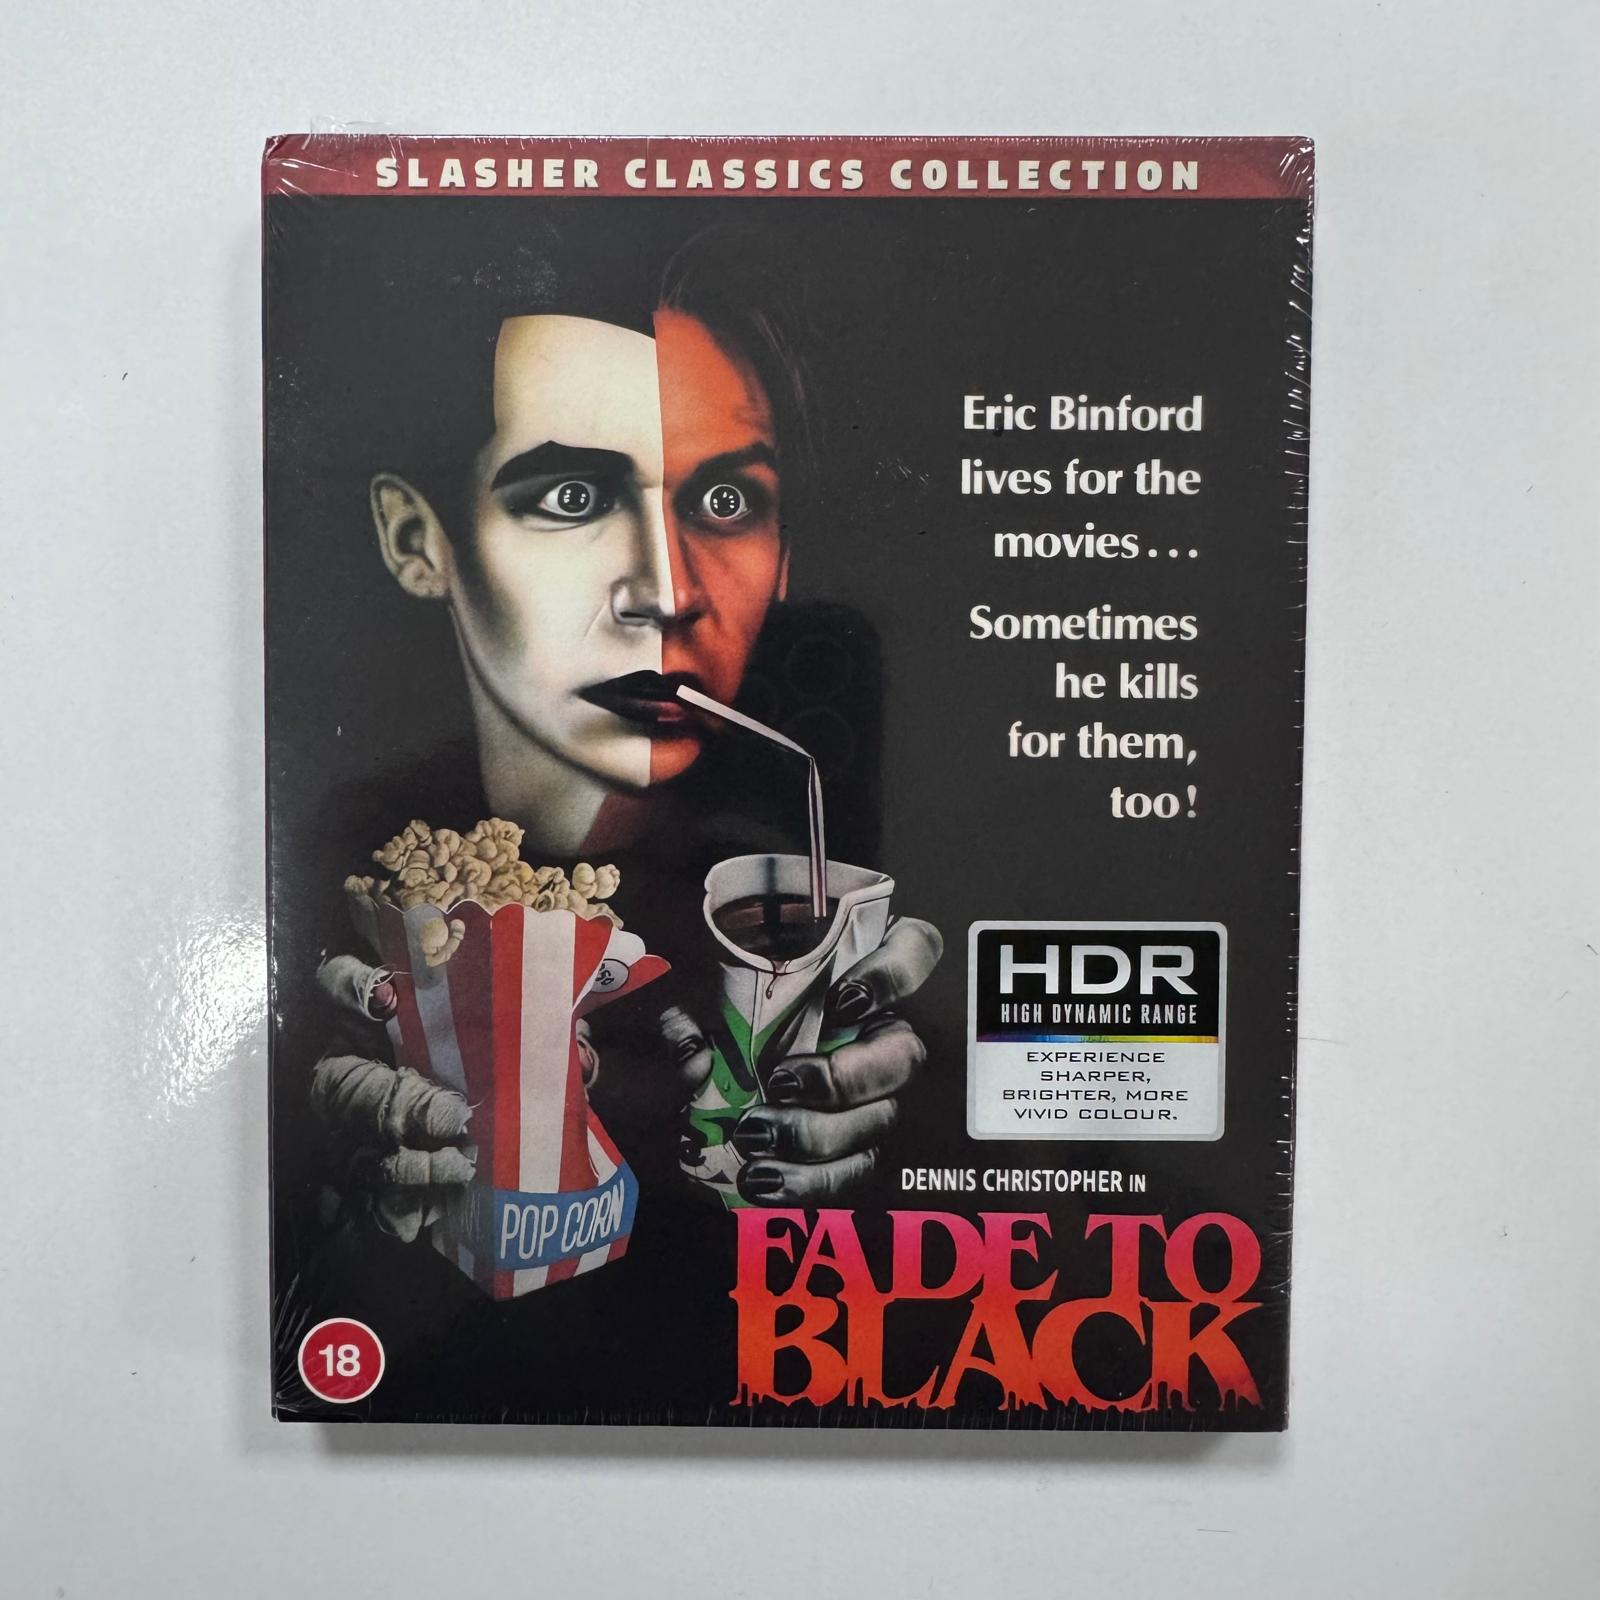 SLASHER CLASSICS COLLECTION
Eric Binford
lives for the
movies...
Sometimes
he kills
for them,
too!
HDR
HIGH DYNAMIC RANGE
EXPERIENCE
SHARPER,
BRIGHTER, MORE
VIVID COLOUR.
DENNIS CHRISTOPHER IN
FADE TO
BLACK
POP CORN
18